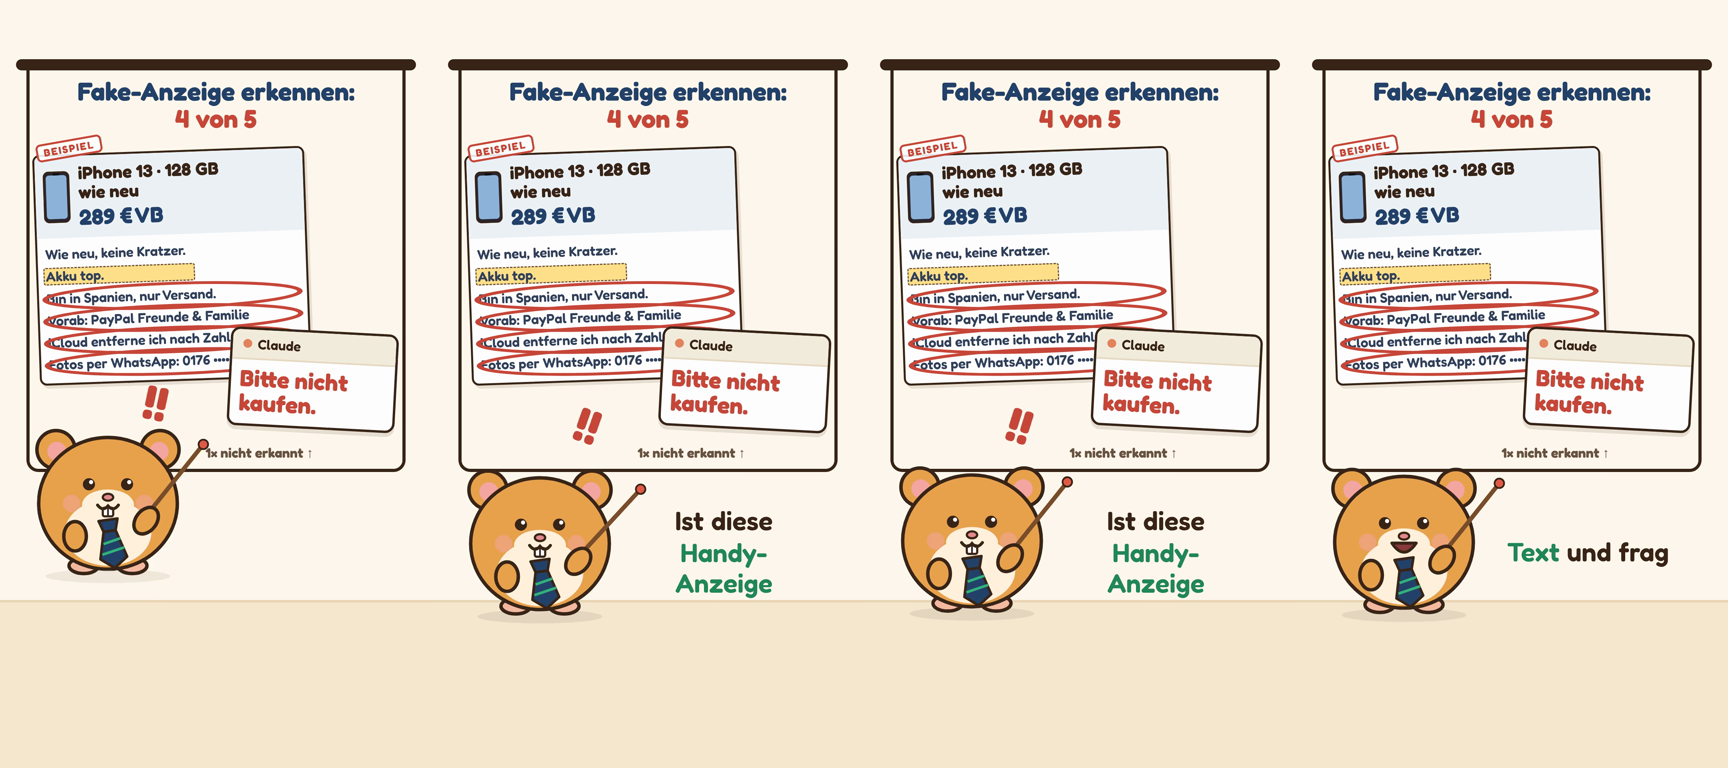 Fake-Anzeige erkennen:
4 von 5
BEISPIEL
iPhone 13 · 128 GB
wie neu
289 € VB
Wie neu, keine Kratzer.
Akku top.
Bin in Spanien, nur Versand.
Vorab: PayPal Freunde & Familie
iCloud entferne ich nach Zahl
Fotos per WhatsApp: 0176 ••••
Claude
Bitte nicht
kaufen.
!!
1x nicht erkannt ↑
Fake-Anzeige erkennen:
4 von 5
BEISPIEL
iPhone 13 · 128 GB
wie neu
289 € VB
Wie neu, keine Kratzer.
Akku top.
Bin in Spanien, nur Versand.
Vorab: PayPal Freunde & Familie
iCloud entferne ich nach Zahl
Fotos per WhatsApp: 0176 ••••
Claude
Bitte nicht
kaufen.
!!
1x nicht erkannt ↑
Ist diese
Handy-
Anzeige
Fake-Anzeige erkennen:
4 von 5
BEISPIEL
iPhone 13 · 128 GB
wie neu
289 € VB
Wie neu, keine Kratzer.
Akku top.
Bin in Spanien, nur Versand.
Vorab: PayPal Freunde & Familie
iCloud entferne ich nach Zahl
Fotos per WhatsApp: 0176 ••••
Claude
Bitte nicht
kaufen.
!!
1x nicht erkannt ↑
Ist diese
Handy-
Anzeige
Fake-Anzeige erkennen:
4 von 5
BEISPIEL
iPhone 13 · 128 GB
wie neu
289 € VB
Wie neu, keine Kratzer.
Akku top.
Bin in Spanien, nur Versand.
Vorab: PayPal Freunde & Familie
iCloud entferne ich nach Zahl
Fotos per WhatsApp: 0176 ••••
Claude
Bitte nicht
kaufen.
1x nicht erkannt ↑
Text und frag